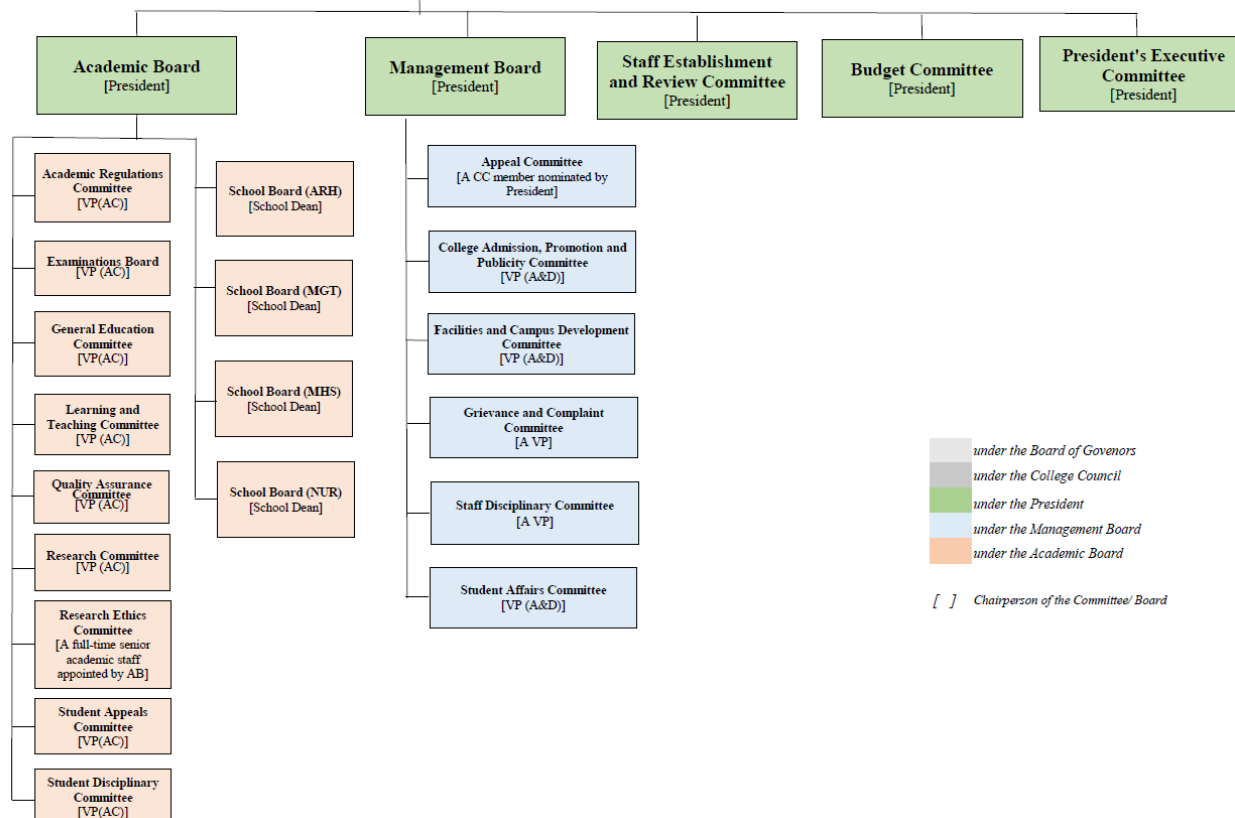 Academic Board
[President]
Management Board
[President]
Staff Establishment
and Review Committee
[President]
Budget Committee
[President]
President's Executive
Committee
[President]
Academic Regulations
Committee
[VP(AC)]
Examinations Board
[VP (AC)]
General Education
Committee
[VP(AC)]
Learning and
Teaching Committee
[VP (AC)]
Quality Assurance
Committee
[VP (AC)]
Research Committee
[VP (AC)]
Research Ethics
Committee
[A full-time senior
academic staff
appointed by AB]
Student Appeals
Committee
[VP(AC)]
Student Disciplinary
Committee
[VP(AC)]
School Board (ARH)
[School Dean]
School Board (MGT)
[School Dean]
School Board (MHS)
[School Dean]
School Board (NUR)
[School Dean]
Appeal Committee
[A CC member nominated by
President]
College Admission, Promotion and
Publicity Committee
[VP (A&D)]
Facilities and Campus Development
Committee
[VP (A&D)]
Grievance and Complaint
Committee
[A VP]
Staff Disciplinary Committee
[A VP]
Student Affairs Committee
[VP (A&D)]
under the Board of Govenors
under the College Council
under the President
under the Management Board
under the Academic Board
[ ] Chairperson of the Committee/ Board